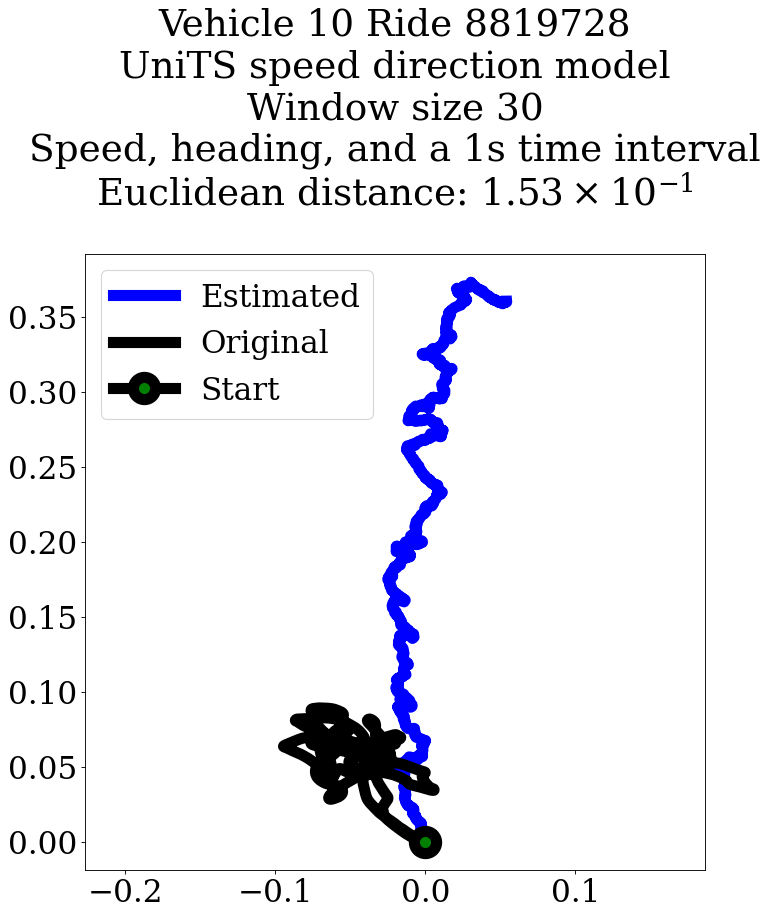 Vehicle 10 Ride 8819728
UniTS speed direction model
Window size 30
Speed, heading, and a 1s time interval
Euclidean distance: 1.53 × 10⁻¹
Estimated
Original
Start
0.35
0.30
0.25
0.20
0.15
0.10
0.05
0.00
−0.2 −0.1 0.0 0.1